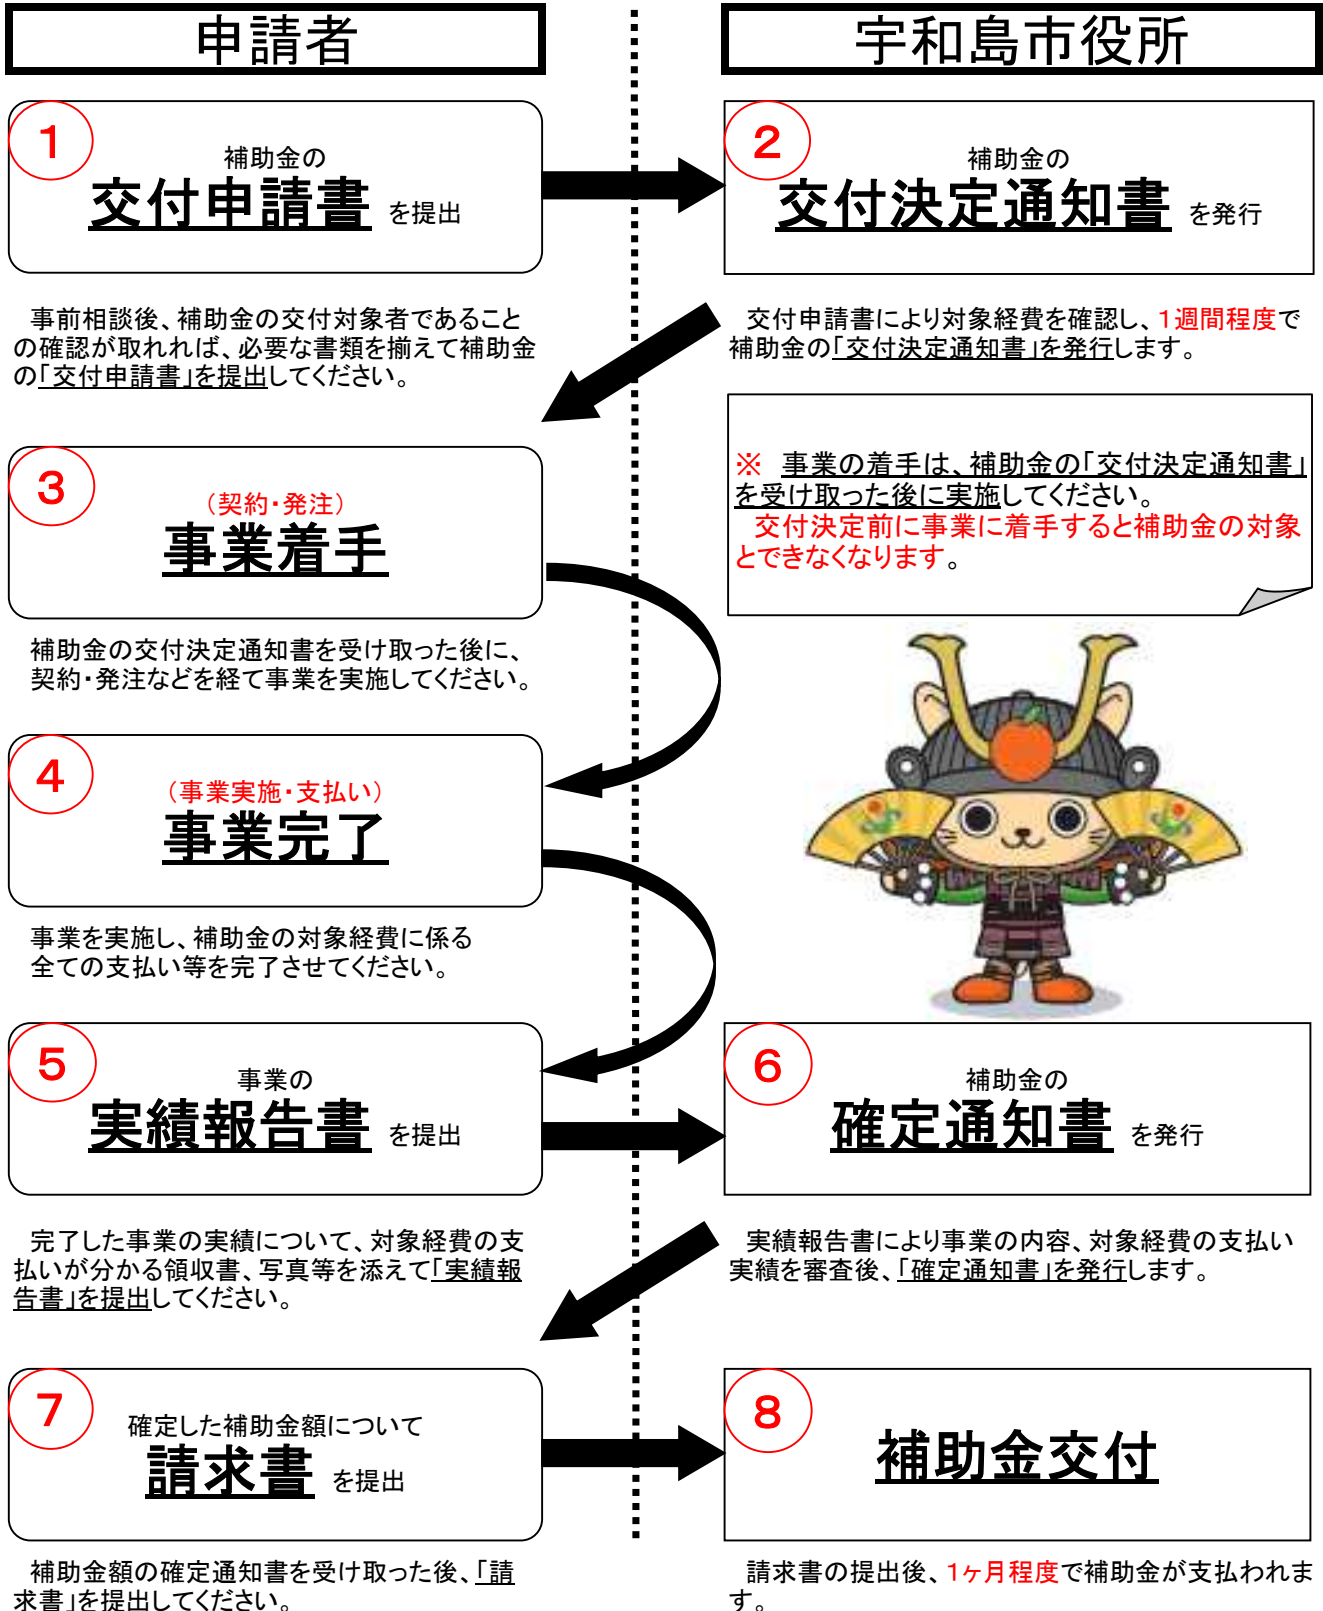 申請者
宇和島市役所
1
補助金の
交付申請書 を提出
2
補助金の
交付決定通知書 を発行
事前相談後、補助金の交付対象者であること
の確認が取れれば、必要な書類を揃えて補助金
の「交付申請書」を提出してください。
交付申請書により対象経費を確認し、1週間程度で
補助金の「交付決定通知書」を発行します。
※　事業の着手は、補助金の「交付決定通知書」
を受け取った後に実施してください。
交付決定前に事業に着手すると補助金の対象
とできなくなります。
3
(契約・発注)
事業着手
補助金の交付決定通知書を受け取った後に、
契約・発注などを経て事業を実施してください。
4
(事業実施・支払い)
事業完了
事業を実施し、補助金の対象経費に係る
全ての支払い等を完了させてください。
5
事業の
実績報告書 を提出
6
補助金の
確定通知書 を発行
完了した事業の実績について、対象経費の支
払いが分かる領収書、写真等を添えて「実績報
告書」を提出してください。
実績報告書により事業の内容、対象経費の支払い
実績を審査後、「確定通知書」を発行します。
7
確定した補助金額について
請求書 を提出
8
補助金交付
補助金額の確定通知書を受け取った後、「請
求書」を提出してください。
請求書の提出後、1ヶ月程度で補助金が支払われま
す。